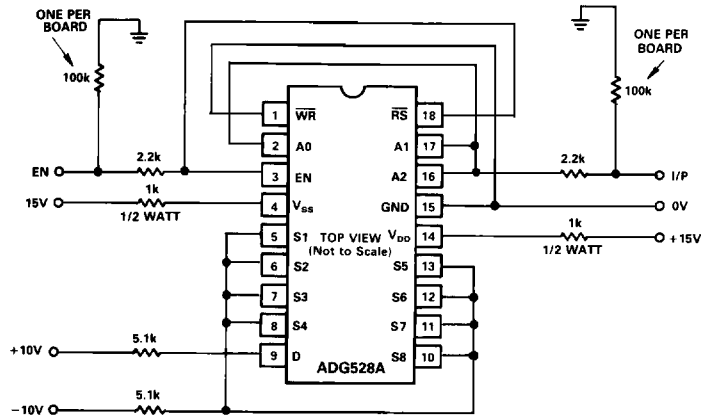 ONE PER
BOARD
100k
ONE PER
BOARD
100k
1 WR RS 18
2 A0 A1 17
2.2k
EN 3 EN A2 16 2.2k I/P
GND 15 0V
1k
15V 4 VSS
1/2 WATT
5 S1 TOP VIEW VDD 14 1k +15V
(Not to Scale) 1/2 WATT
S5 13
6 S2 S6 12
7 S3 S7 11
8 S4 S8 10
5.1k
+10V 9 D
ADG528A
5.1k
−10V